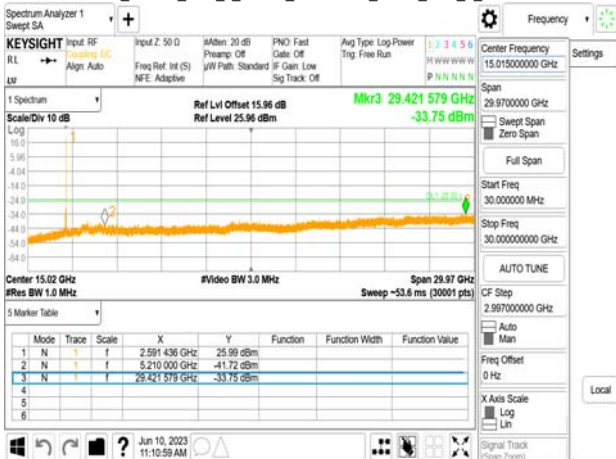 Spectrum Analyzer 1
Swept SA
Frequency
KEYSIGHT
Input: RF
Coupling: DC
Align: Auto
Input Z: 50 Ω
Freq Ref: Int (S)
NFE: Adaptive
#Atten: 20 dB
Preamp: Off
µW Path: Standard
PNO: Fast
Gate: Off
IF Gain: Low
Sig Track: Off
Avg Type: Log-Power
Trig: Free Run
1 2 3 4 5 6
M W W W W W
P N N N N N
RL
Center Frequency
15.015000000 GHz
Settings
1 Spectrum
Ref Lvl Offset 15.96 dB
Mkr3 29.421 579 GHz
Scale/Div 10 dB
Ref Level 25.96 dBm
-33.75 dBm
Log
16.0
5.96
-4.04
-14.0
-24.0
-34.0
-44.0
-54.0
-64.0
1
2
Span
29.9700000 GHz
Swept Span
Zero Span
Full Span
Start Freq
30.000000 MHz
Stop Freq
30.000000000 GHz
AUTO TUNE
Center 15.02 GHz
#Video BW 3.0 MHz
Span 29.97 GHz
#Res BW 1.0 MHz
Sweep ~53.6 ms (30001 pts)
CF Step
2.997000000 GHz
Auto
Man
5 Marker Table
Mode Trace Scale X Y Function Function Width Function Value
1 N 1 f 2.591 436 GHz 25.99 dBm
2 N 1 f 5.210 000 GHz -41.72 dBm
3 N 1 f 29.421 579 GHz -33.75 dBm
4
5
6
Freq Offset
0 Hz
X Axis Scale
Log
Lin
Local
Signal Track
(Span Zoom)
?
Jun 10, 2023
11:10:59 AM